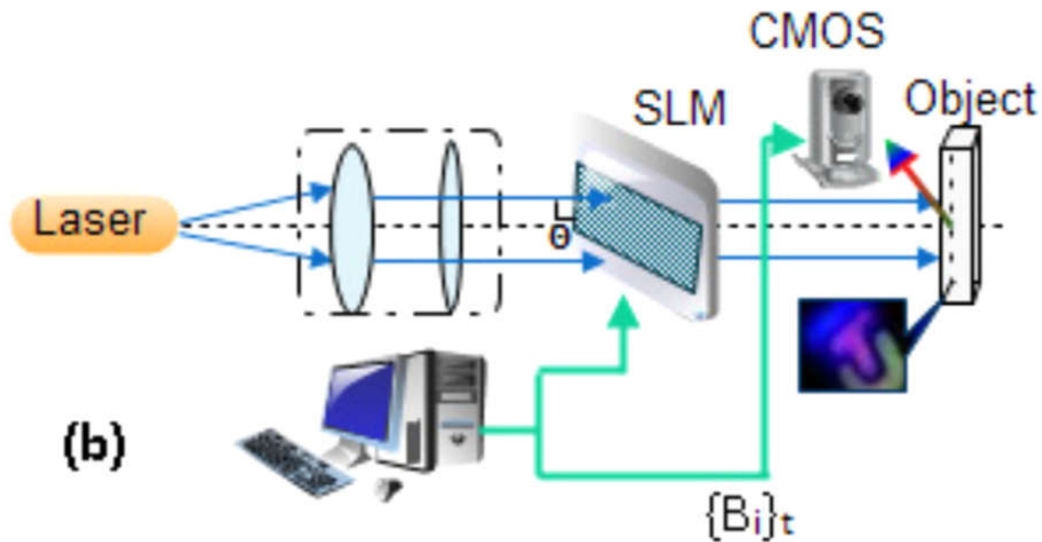 CMOS
Object
SLM
Laser
θ
(b)
{Bi}t